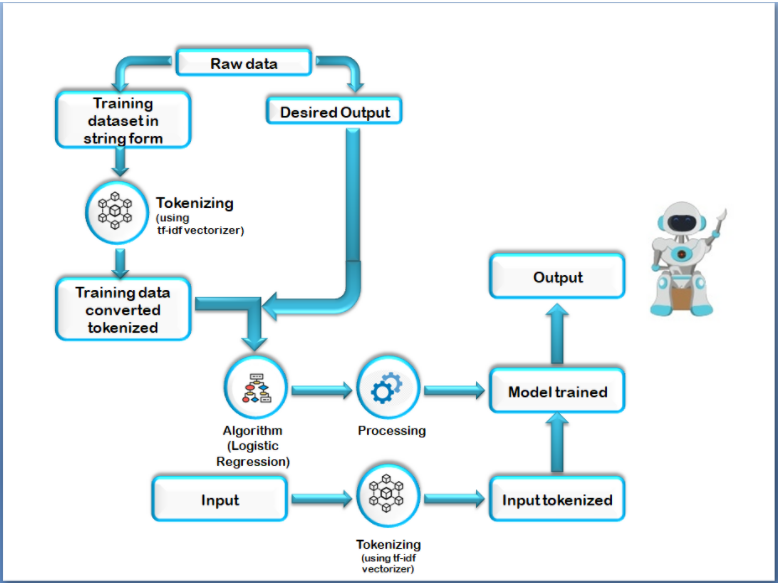 Raw data
Training
dataset in
string form
Desired Output
Tokenizing
(using
tf-idf vectorizer)
Training data
converted
tokenized
Output
Model trained
Algorithm
(Logistic
Regression)
Processing
Input
Input tokenized
Tokenizing
(using tf-idf
vectorizer)